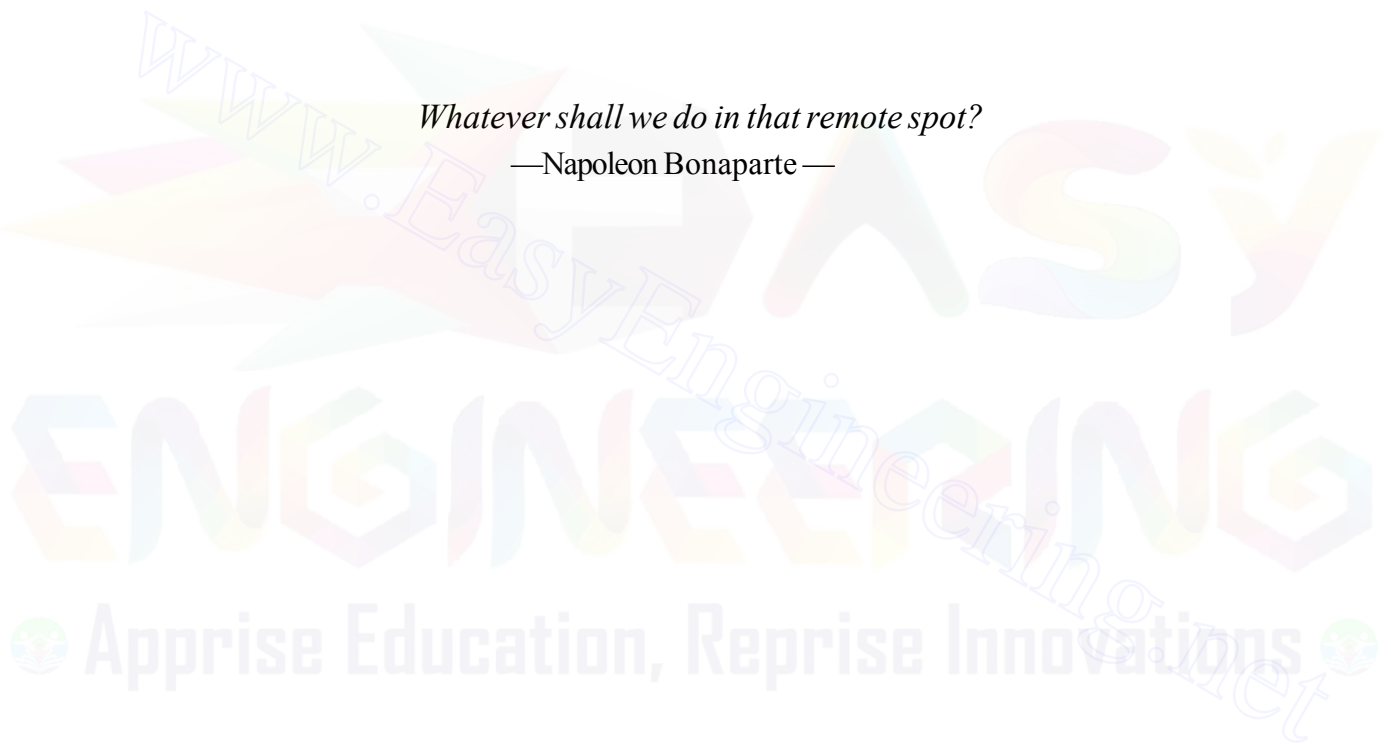 Whatever shall we do in that remote spot?
—Napoleon Bonaparte —
www.EasyEngineering.net
EASY
ENGINEERING
Apprise Education, Reprise Innovations